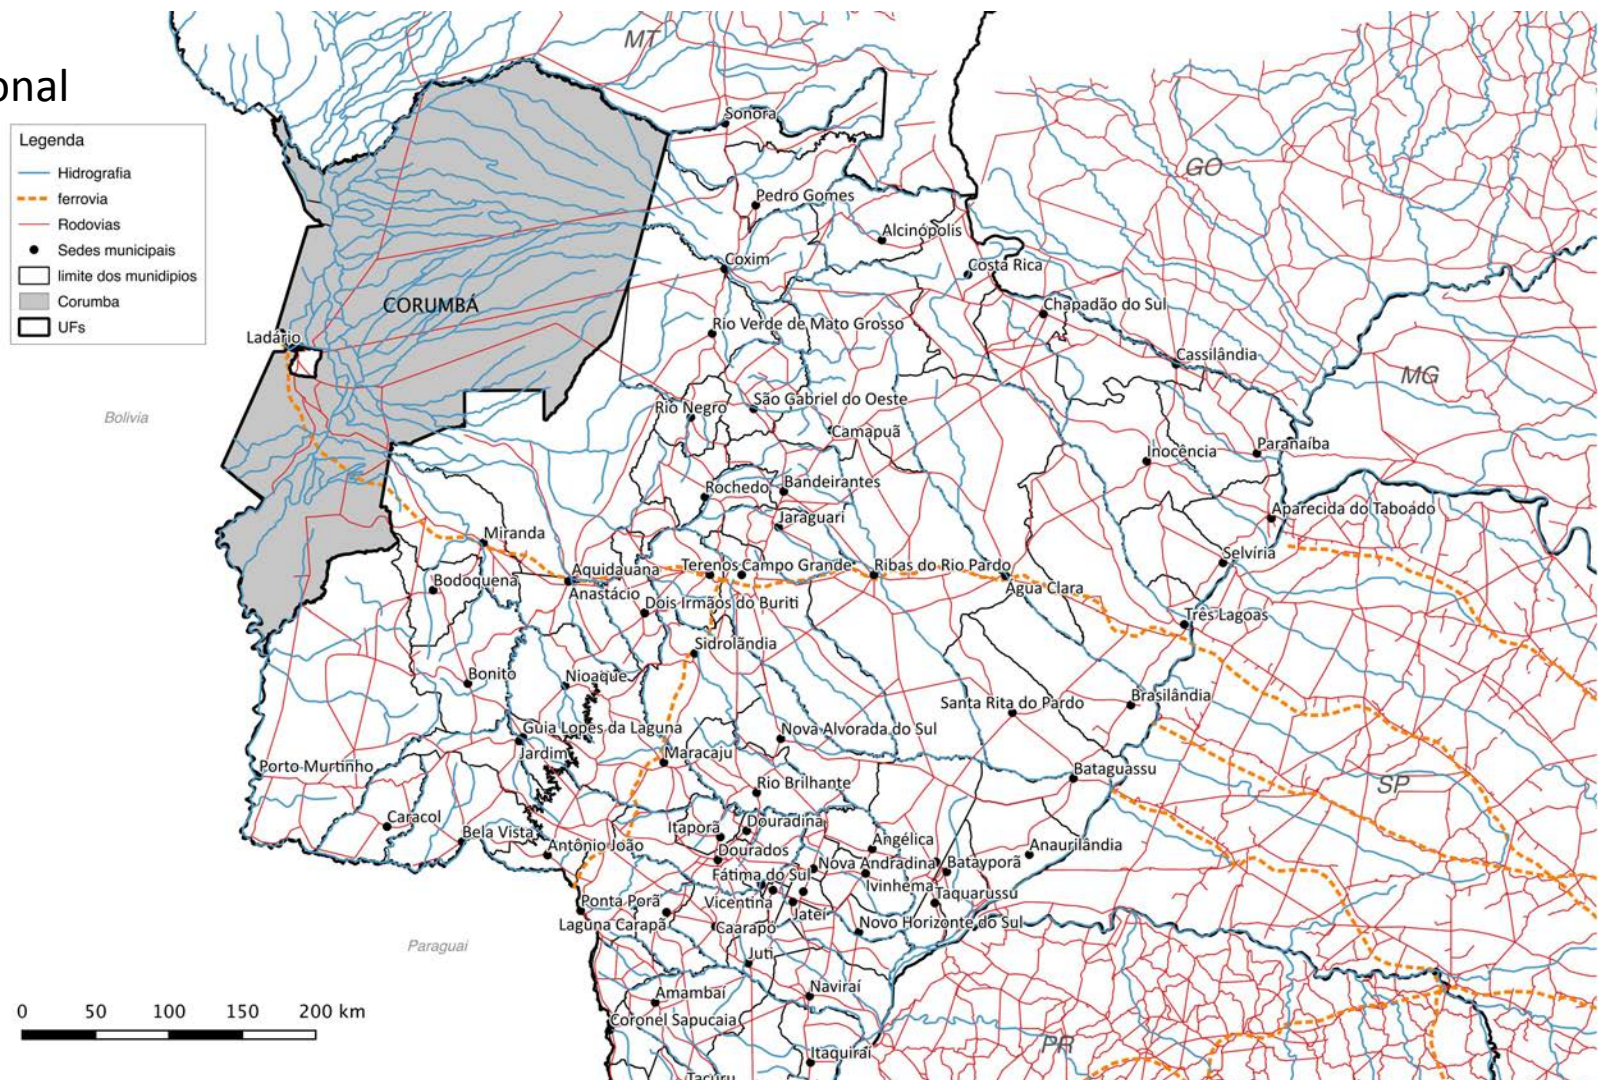 onal
MT
Legenda
Hidrografia
ferrovia
Rodovias
Sedes municipais
limite dos munidipios
Corumba
UFs
Sonora
GO
Pedro Gomes
Alcinópolis
Coxim
Costa Rica
CORUMBÁ
Chapadão do Sul
Rio Verde de Mato Grosso
Ladário
Cassilândia
MG
Bolivia
São Gabriel do Oeste
Rio Negro
Camapuã
Paranaíba
Inocência
Rochedo
Bandeirantes
Jaraguari
Aparecida do Taboado
Miranda
Selvíria
Aquidauana
Terenos
Campo Grande
Ribas do Rio Pardo
Bodoquena
Anastácio
Água Clara
Dois Irmãos do Buriti
Três Lagoas
Sidrolândia
Bonito
Nioaque
Santa Rita do Pardo
Brasilândia
Guia Lopes da Laguna
Nova Alvorada do Sul
Jardim
Maracaju
Porto Murtinho
Bataguassu
Rio Brilhante
SP
Caracol
Bela Vista
Itaporã
Douradina
Antônio João
Dourados
Angélica
Anaurilândia
Nova Andradina
Batayporã
Fátima do Sul
Ivinhema
Taquarussu
Ponta Porã
Vicentina
Jateí
Laguna Carapã
Caarapó
Novo Horizonte do Sul
Paraguai
Juti
Amambaí
Naviraí
0 50 100 150 200 km
Coronel Sapucaia
PR
Itaquiraí
Tacuru